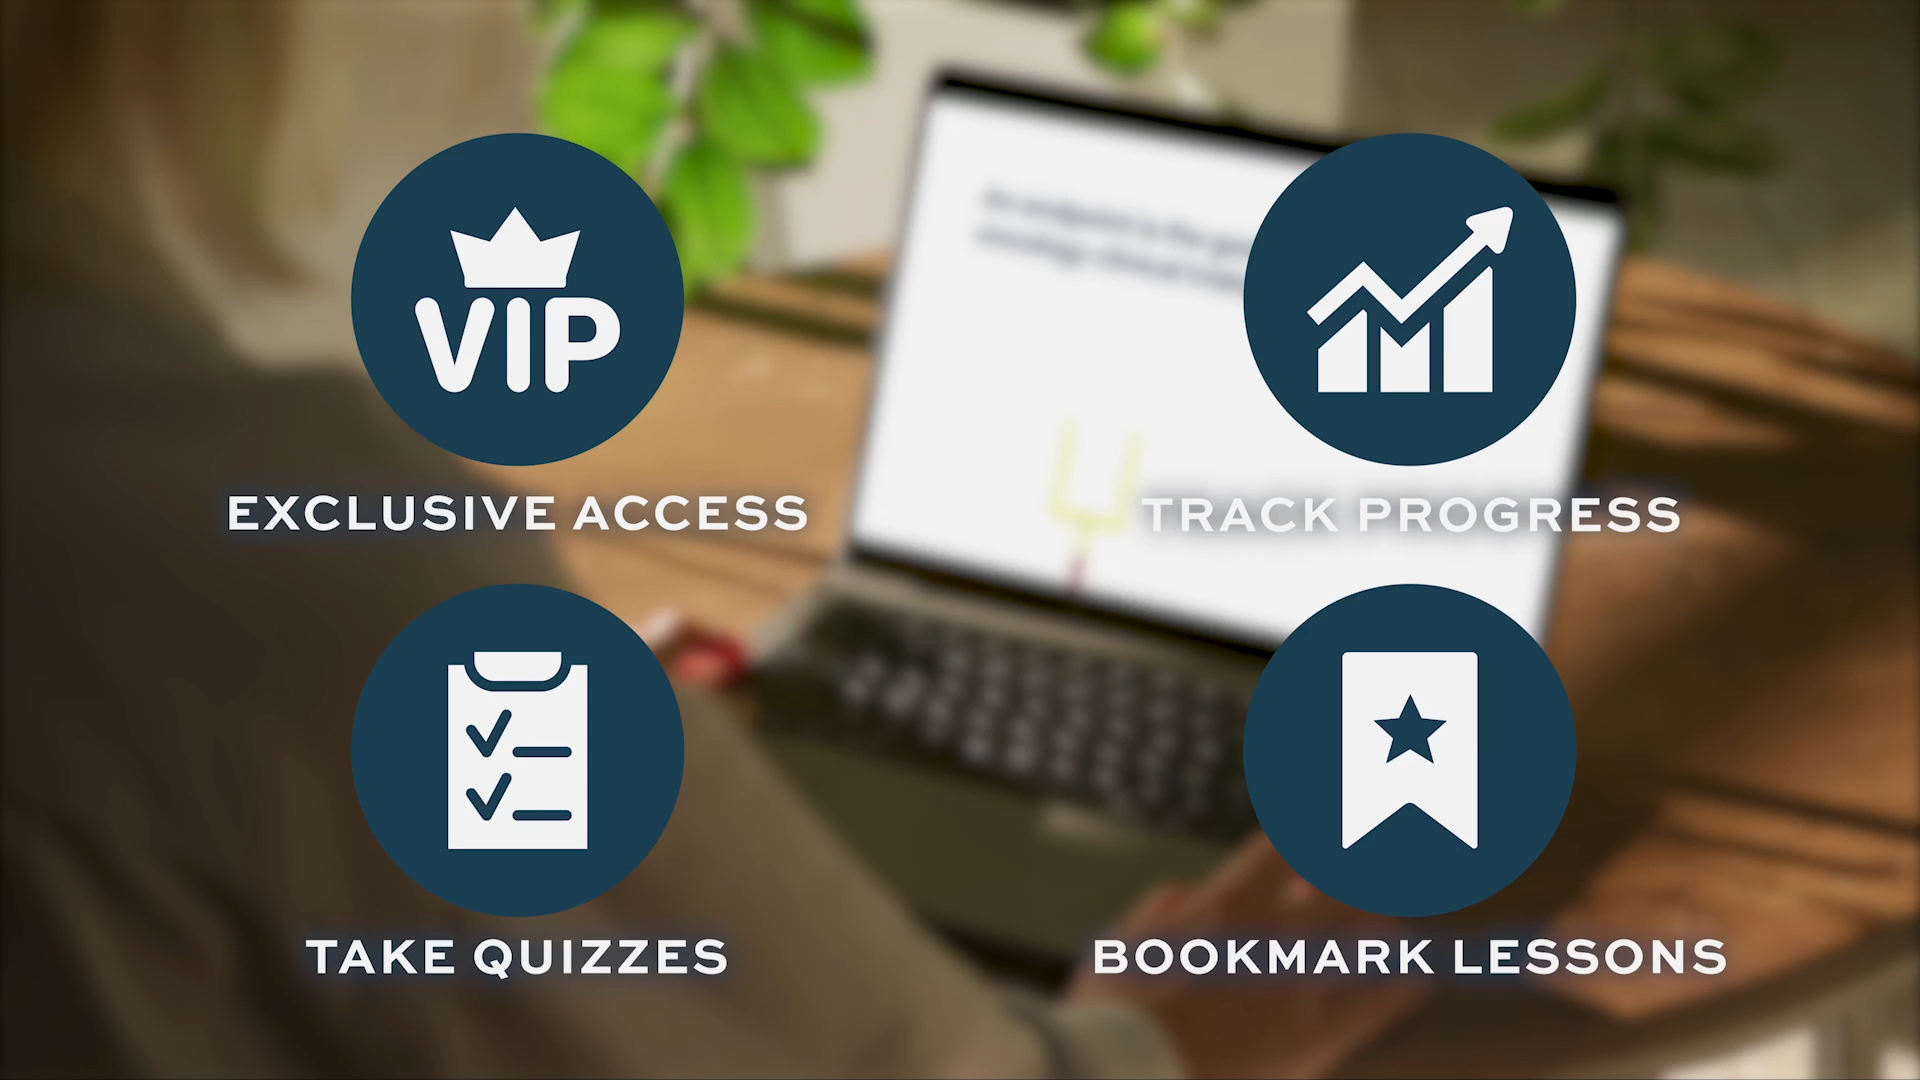 VIP
EXCLUSIVE ACCESS
TRACK PROGRESS
TAKE QUIZZES
BOOKMARK LESSONS